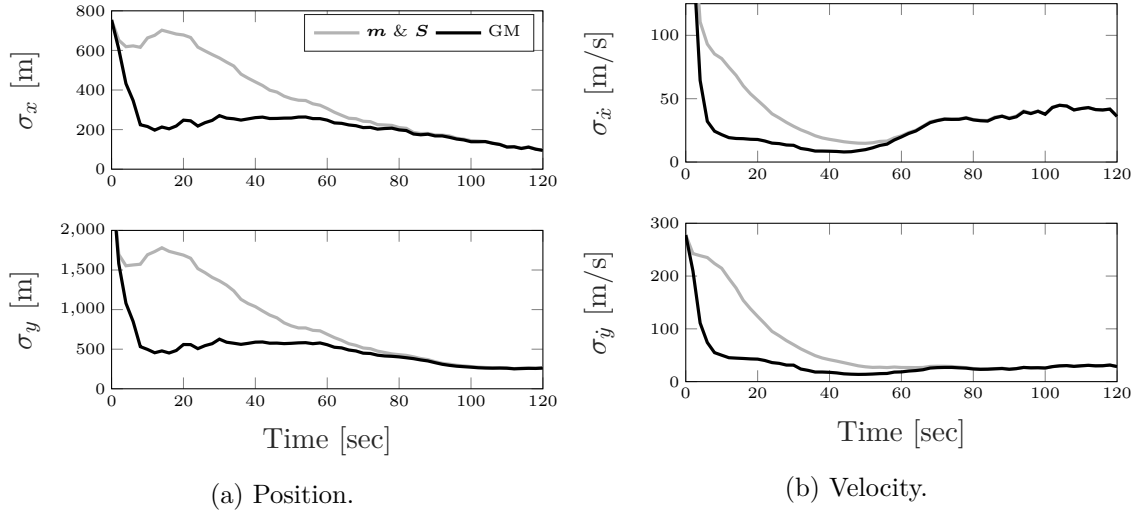 m & S GM
σx [m]
800
600
400
200
0
0 20 40 60 80 100 120
σy [m]
2,000
1,500
1,000
500
0
0 20 40 60 80 100 120
Time [sec]
(a) Position.
σẋ [m/s]
100
50
0
0 20 40 60 80 100 120
σẏ [m/s]
300
200
100
0
0 20 40 60 80 100 120
Time [sec]
(b) Velocity.